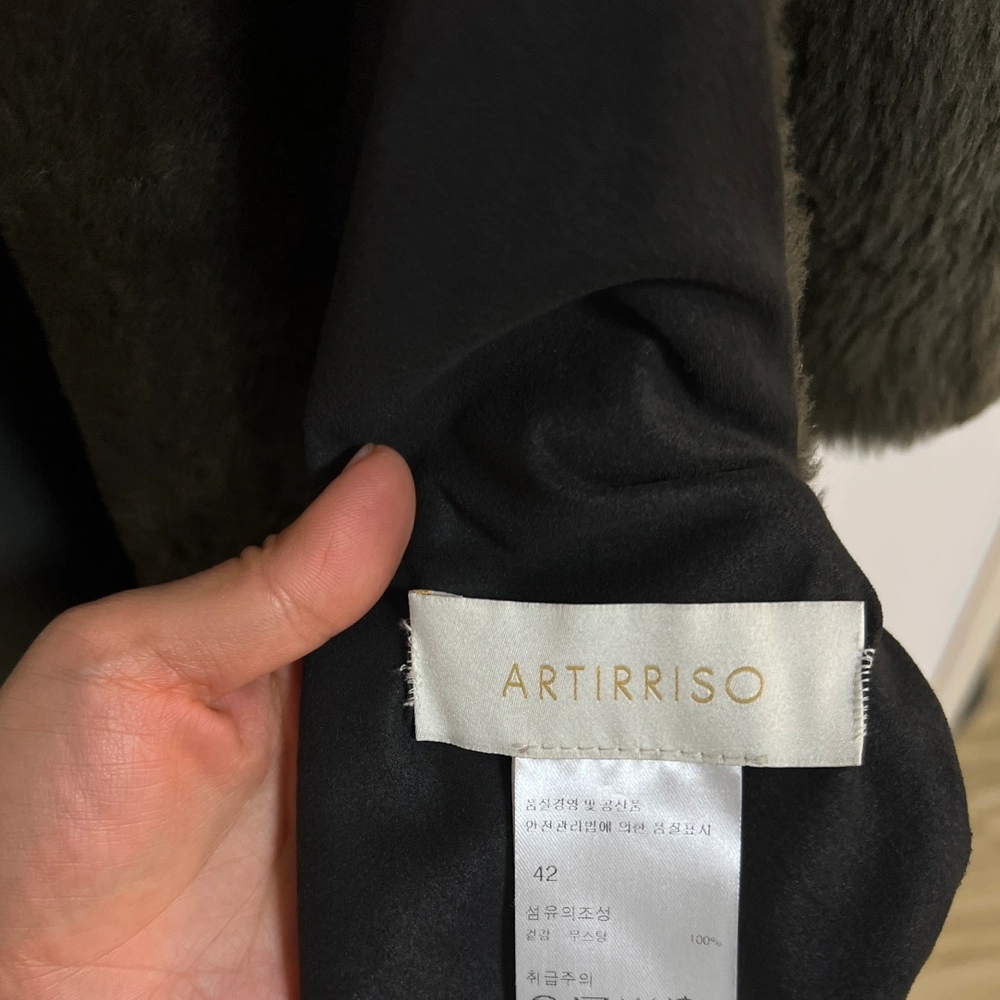 ARTIRRISO
품질경영 및 공산품
안전관리법에 의한 품질표시
42
섬유의조성
겉감 무스탕 100%
취급주의